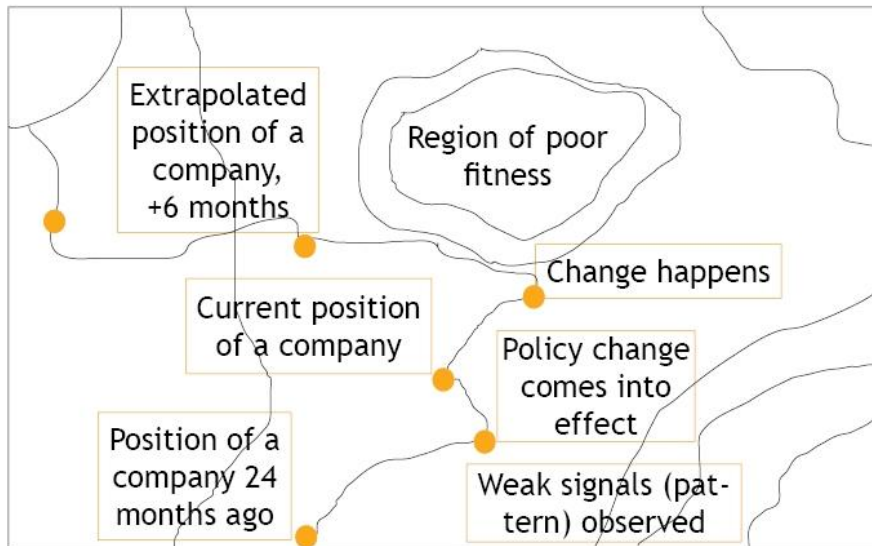 Extrapolated
position of a
company,
+6 months
Region of poor
fitness
Change happens
Current position
of a company
Policy change
comes into
effect
Position of a
company 24
months ago
Weak signals (pat-
tern) observed